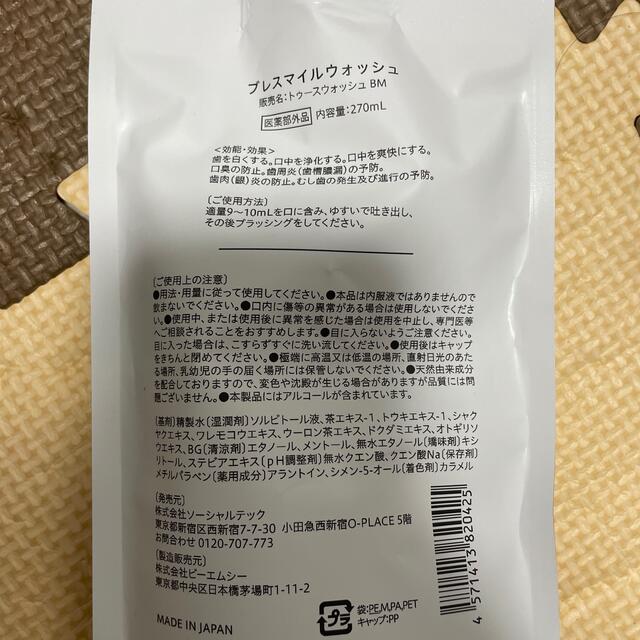 ブレスマイルウォッシュ
販売名:トゥースウォッシュ BM
医薬部外品 内容量:270mL
<効能・効果>
歯を白くする。口中を浄化する。口中を爽快にする。
口臭の防止。歯周炎(歯槽膿漏)の予防。
歯肉(齦)炎の防止。むし歯の発生及び進行の予防。
〔ご使用方法〕
適量9〜10mLを口に含み、ゆすいで吐き出し、
その後ブラッシングをしてください。
〔ご使用上の注意〕
●用法・用量に従って使用してください。●本品は内服液ではありませんので
飲まないでください。●口内に傷等の異常がある場合は使用しないでくださ
い。●使用中、または使用後に異常を感じた場合は使用を中止し、専門医等
へご相談されることをおすすめします。●目に入らないようご注意ください。
目に入った場合は、こすらずすぐに洗い流してください。●使用後はキャップ
をきちんと閉めてください。●極端に高温又は低温の場所、直射日光のあた
る場所、乳幼児の手の届く場所には保管しないでください。●天然由来成分
を配合しておりますので、変色や沈殿が生じる場合がありますが品質には問
題ございません。●本製品にはアルコールが含まれています。
〔基剤〕精製水〔湿潤剤〕ソルビトール液、茶エキス-1、トウキエキス-1、シャク
ヤクエキス、ワレモコウエキス、ウーロン茶エキス、ドクダミエキス、オトギリソ
ウエキス、BG〔清涼剤〕エタノール、メントール、無水エタノール〔矯味剤〕キシ
リトール、ステビアエキス〔pH調整剤〕無水クエン酸、クエン酸Na〔保存剤〕
メチルパラベン〔薬用成分〕アラントイン、シメン-5-オール〔着色剤〕カラメル
〔発売元〕
株式会社ソーシャルテック
東京都新宿区西新宿7-7-30 小田急西新宿O-PLACE 5階
お問合わせ 0120-707-773
〔製造販売元〕
株式会社ピーエムシー
東京都中央区日本橋茅場町1-11-2
MADE IN JAPAN
プラ
袋:PE,M,PA,PET
キャップ:PP
4 571413 820425